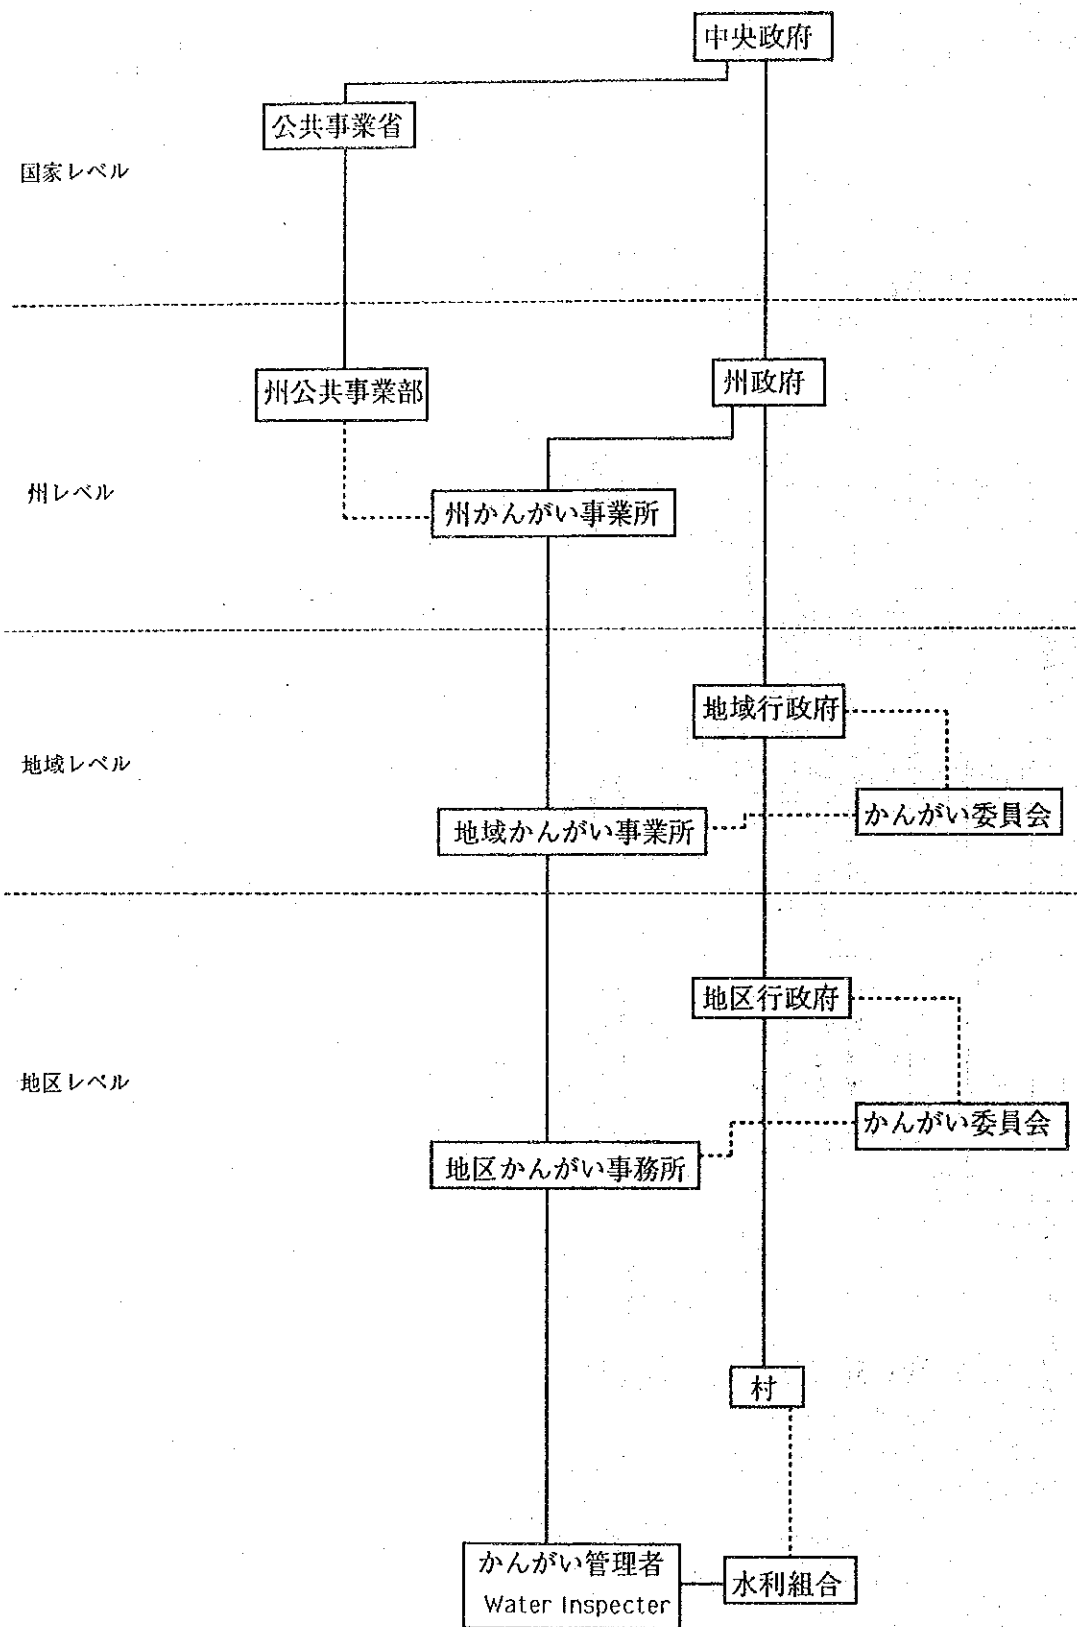 中央政府
公共事業省
国家レベル
州公共事業部
州政府
州レベル
州かんがい事業所
地域行政府
地域レベル
かんがい委員会
地域かんがい事業所
地区行政府
地区レベル
かんがい委員会
地区かんがい事務所
村
かんがい管理者
Water Inspecter
水利組合